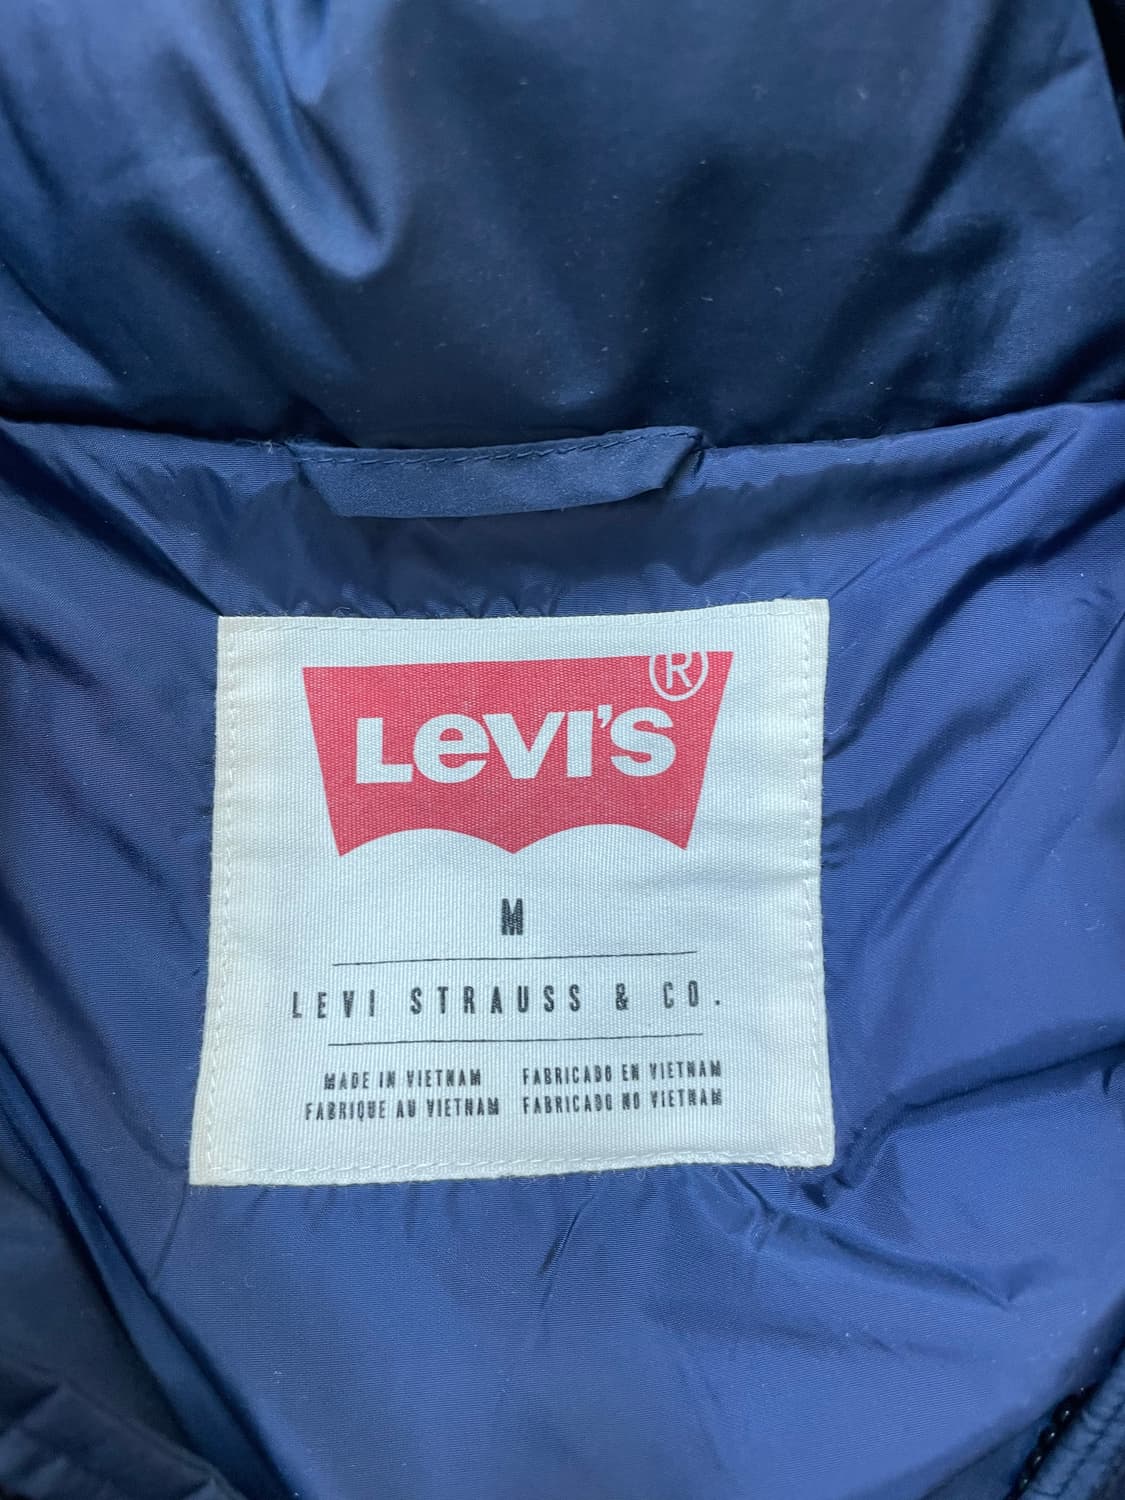 Levi's®
M
LEVI STRAUSS & CO.
MADE IN VIETNAM FABRICADO EN VIETNAM
FABRIQUE AU VIETNAM FABRICADO NO VIETNAM